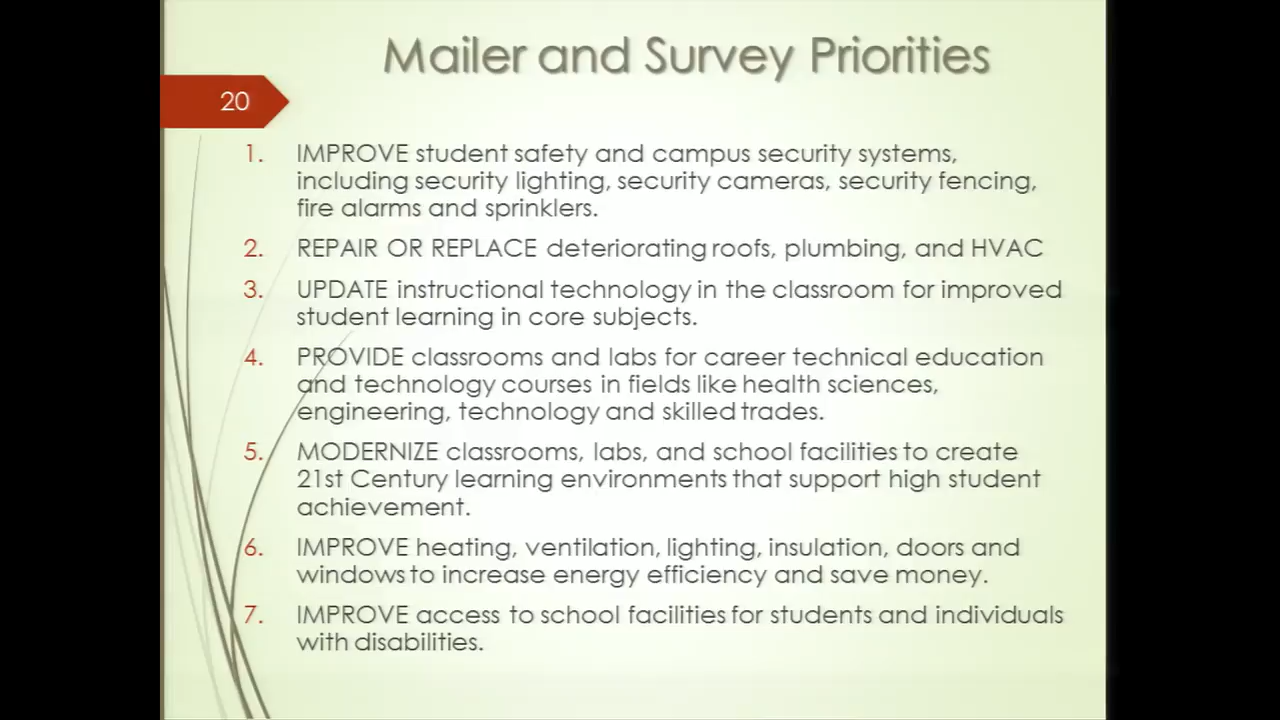 Mailer and Survey Priorities
20
1. IMPROVE student safety and campus security systems,
including security lighting, security cameras, security fencing,
fire alarms and sprinklers.
2. REPAIR OR REPLACE deteriorating roofs, plumbing, and HVAC
3. UPDATE instructional technology in the classroom for improved
student learning in core subjects.
4. PROVIDE classrooms and labs for career technical education
and technology courses in fields like health sciences,
engineering, technology and skilled trades.
5. MODERNIZE classrooms, labs, and school facilities to create
21st Century learning environments that support high student
achievement.
6. IMPROVE heating, ventilation, lighting, insulation, doors and
windows to increase energy efficiency and save money.
7. IMPROVE access to school facilities for students and individuals
with disabilities.